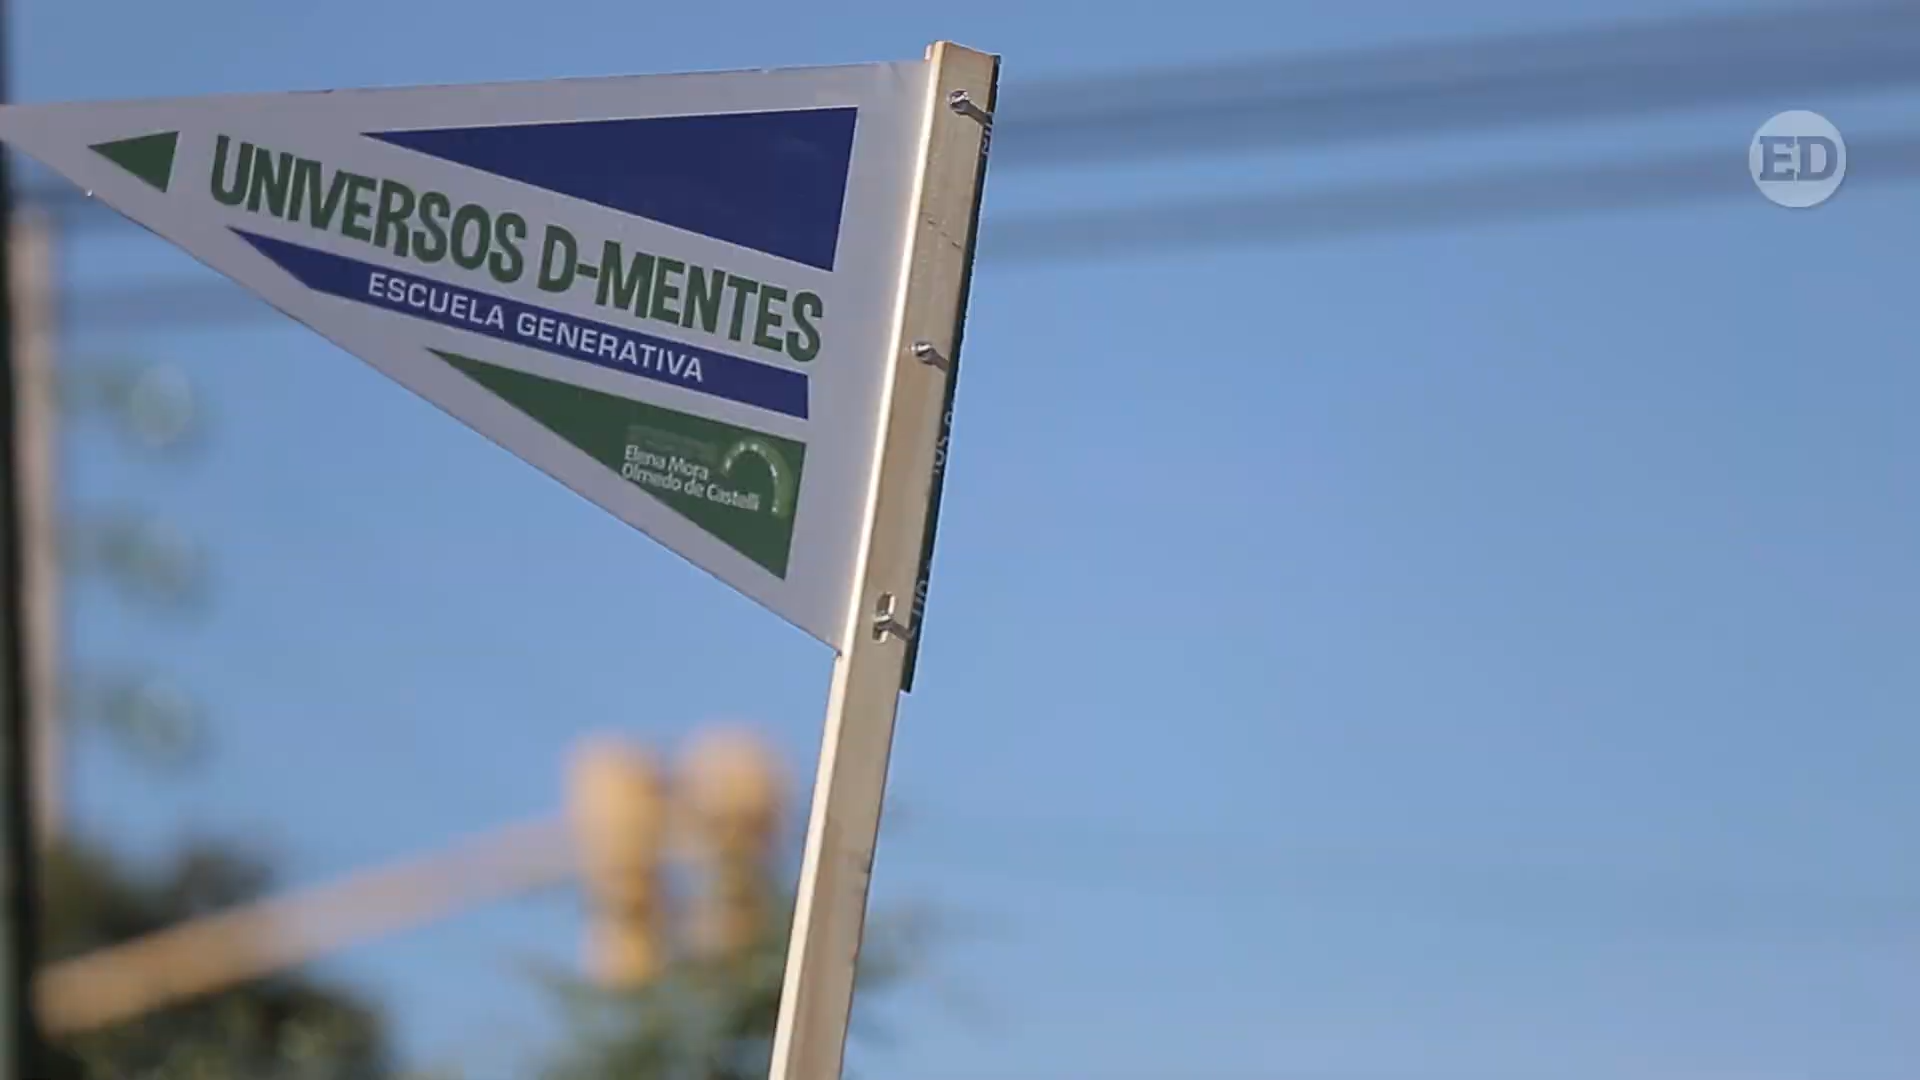 UNIVERSOS D-MENTES
ESCUELA GENERATIVA
Elena Mora
Olmedo de Castelli
ED